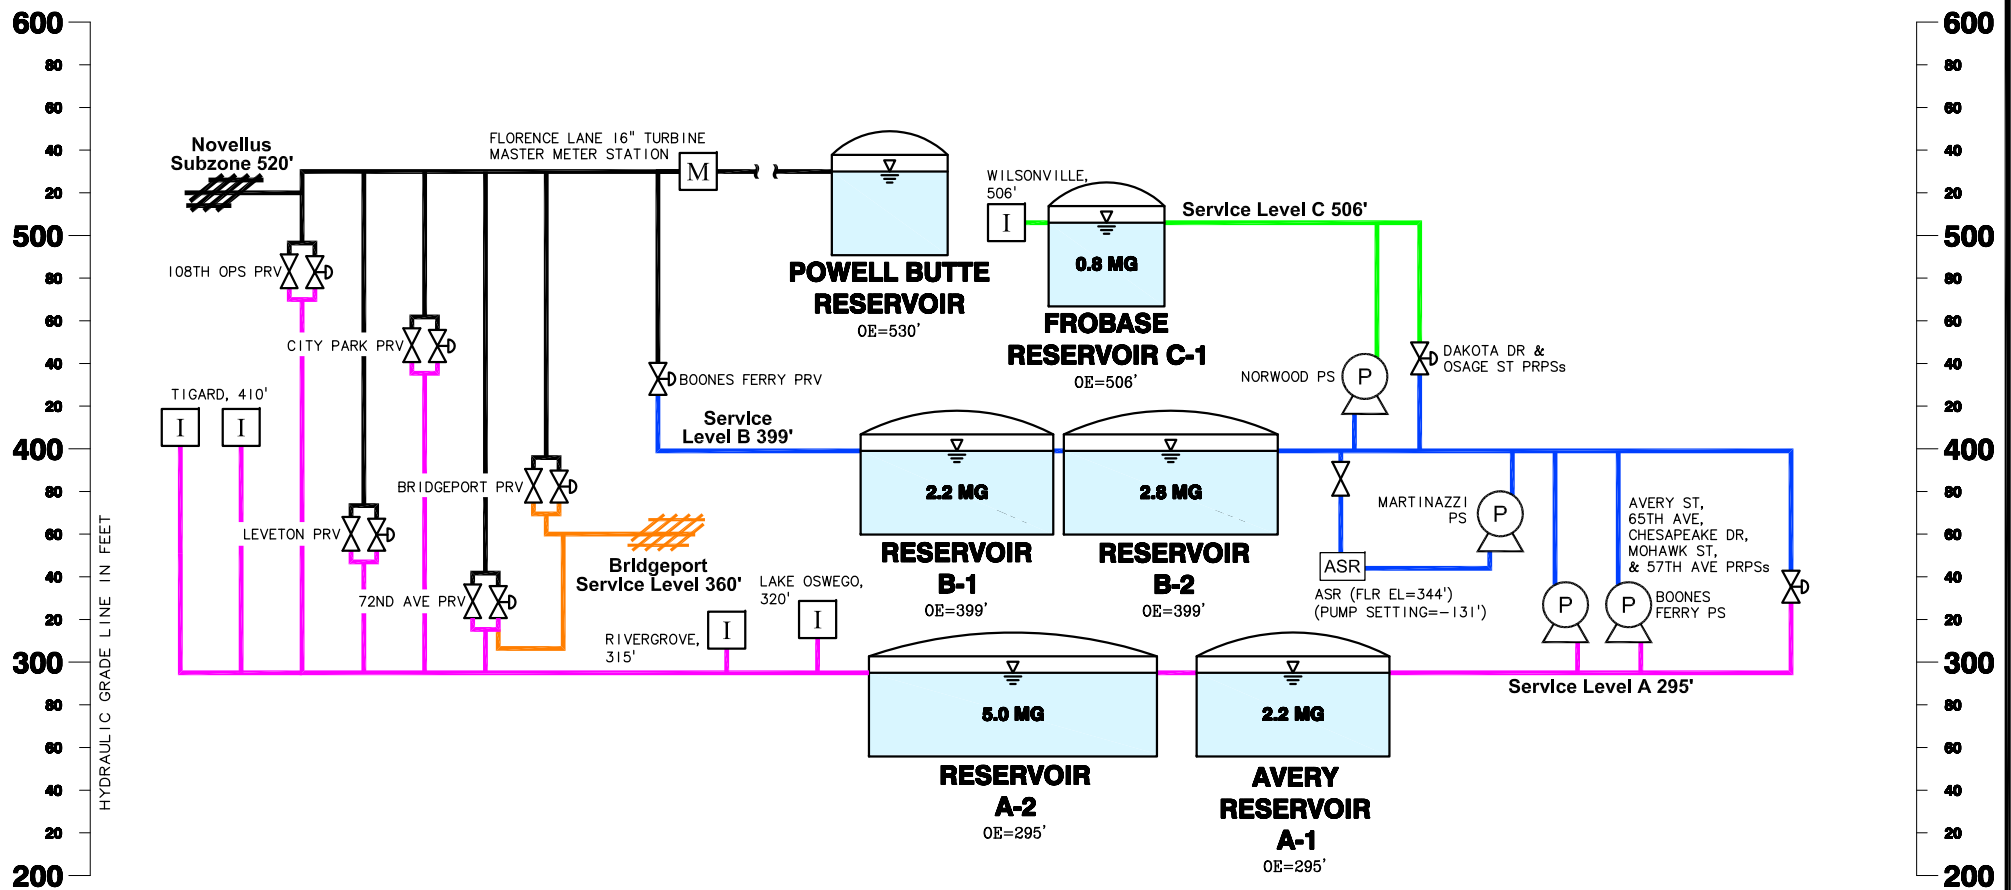 600
80
60
40
20
500
80
60
40
20
400
80
60
40
20
300
80
60
40
20
200
HYDRAULIC GRADE LINE IN FEET
Novellus
Subzone 520'
FLORENCE LANE 16" TURBINE
MASTER METER STATION
M
108TH OPS PRV
CITY PARK PRV
TIGARD, 410'
I
I
LEVETON PRV
BRIDGEPORT PRV
72ND AVE PRV
Bridgeport
Service Level 360'
BOONES FERRY PRV
Service
Level B 399'
RIVERGROVE,
315'
I
LAKE OSWEGO,
320'
I
POWELL BUTTE
RESERVOIR
OE=530'
WILSONVILLE,
506'
I
0.8 MG
FROBASE
RESERVOIR C-1
OE=506'
Service Level C 506'
NORWOOD PS
P
DAKOTA DR &
OSAGE ST PRPSs
2.2 MG
RESERVOIR
B-1
OE=399'
2.8 MG
RESERVOIR
B-2
OE=399'
MARTINAZZI
PS
P
ASR
ASR (FLR EL=344')
(PUMP SETTING=-131')
AVERY ST,
65TH AVE,
CHESAPEAKE DR,
MOHAWK ST,
& 57TH AVE PRPSs
P
P
BOONES
FERRY PS
5.0 MG
RESERVOIR
A-2
OE=295'
2.2 MG
AVERY
RESERVOIR
A-1
OE=295'
Service Level A 295'
600
80
60
40
20
500
80
60
40
20
400
80
60
40
20
300
80
60
40
20
200